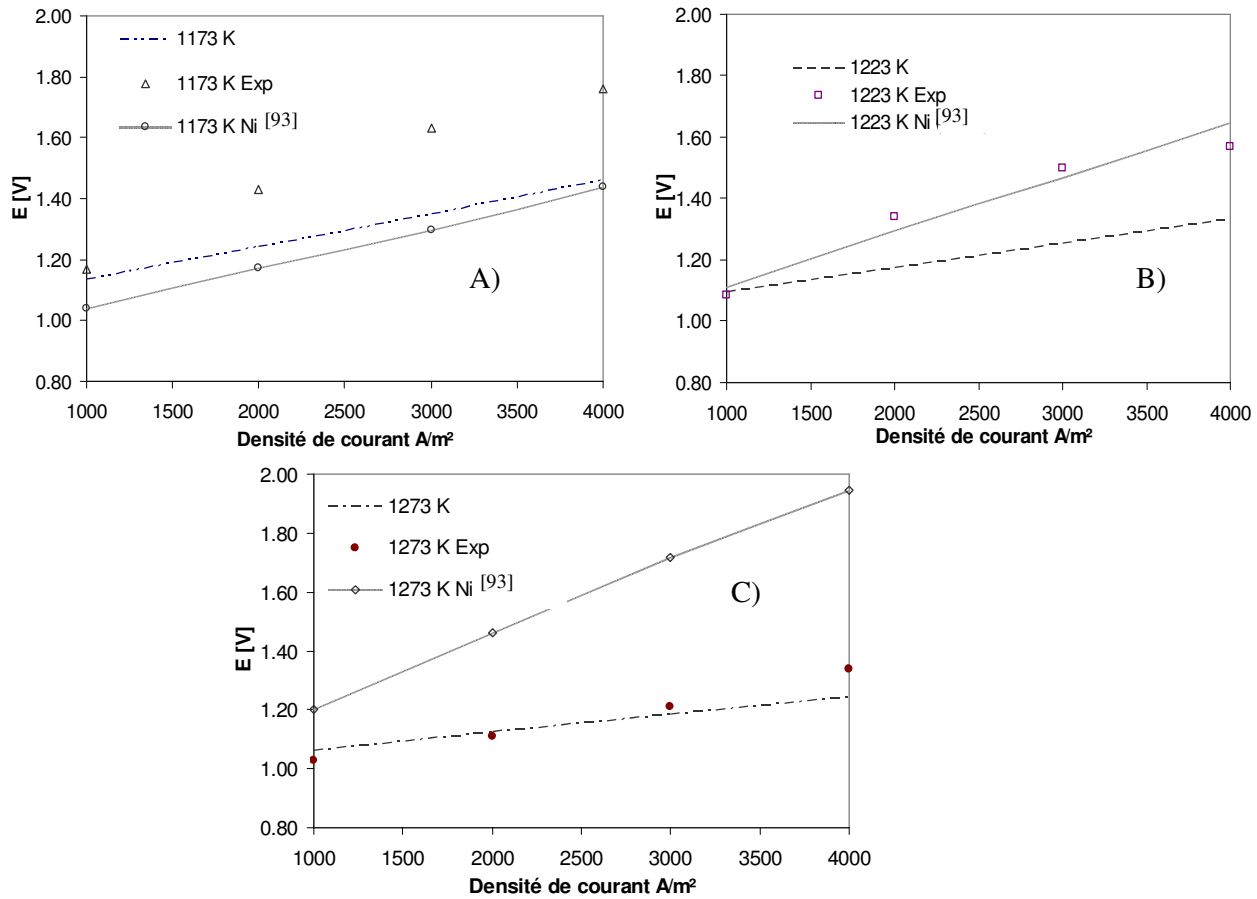 2.00
1.80
1.60
1.40
1.20
1.00
0.80
E [V]
1173 K
1173 K Exp
1173 K Ni [93]
A)
1000 1500 2000 2500 3000 3500 4000
Densité de courant A/m²
2.00
1.80
1.60
1.40
1.20
1.00
0.80
E [V]
1223 K
1223 K Exp
1223 K Ni [93]
B)
1000 1500 2000 2500 3000 3500 4000
Densité de courant A/m²
2.00
1.80
1.60
1.40
1.20
1.00
0.80
E [V]
1273 K
1273 K Exp
1273 K Ni [93]
C)
1000 1500 2000 2500 3000 3500 4000
Densité de courant A/m²